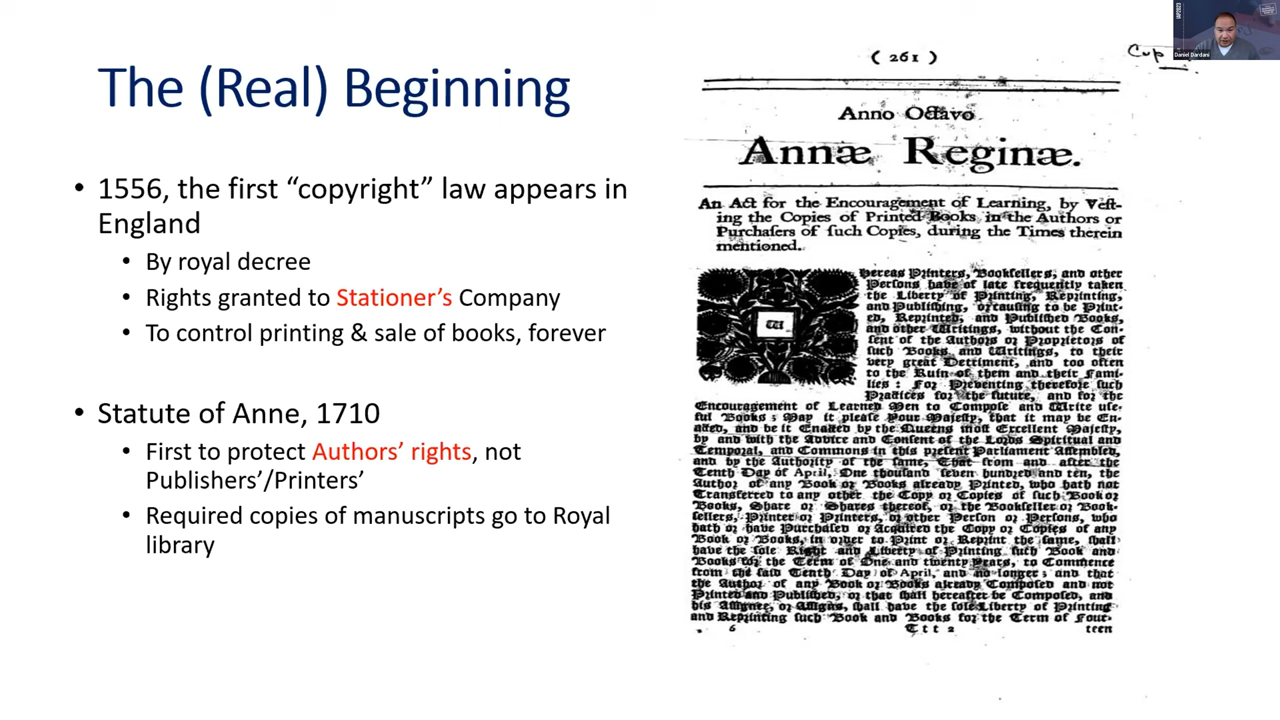 The (Real) Beginning
• 1556, the first “copyright” law appears in
England
• By royal decree
• Rights granted to Stationer’s Company
• To control printing & sale of books, forever
• Statute of Anne, 1710
• First to protect Authors’ rights, not
Publishers’/Printers’
• Required copies of manuscripts go to Royal
library
( 261 )
Anno Octavo
Annæ Reginæ.
An Act for the Encouragement of Learning, by Vest-
ing the Copies of Printed Books in the Authors or
Purchasers of such Copies, during the Times therein
mentioned.
Whereas Printers, Booksellers, and other
Persons have of late frequently taken
the Liberty of Printing, Reprinting,
and Publishing, or causing to be Print-
ed, Reprinted, and Published Books,
and other Writings, without the Con-
sent of the Authors or Proprietors of
such Books and Writings, to their
very great Detriment, and too often
to the Ruin of them and their Fami-
lies : For Preventing therefore such
Practices for the future, and for the
Encouragement of Learned Men to Compose and Write use-
ful Books ; May it please Your Majesty, that it may be En-
acted, and be it Enacted by the Queens most Excellent Majesty,
by and with the Advice and Consent of the Lords Spiritual and
Temporal, and Commons in this present Parliament Assembled,
and by the Authority of the same, That from and after the
Tenth Day of April, One thousand seven hundred and ten, the
Author of any Book or Books already Printed, who hath not
Transferred to any other the Copy or Copies of such Book or
Books, Share or Shares thereof, or the Bookseller or Book-
sellers, Printer or Printers, or other Person or Persons, who
hath or have Purchased or Acquired the Copy or Copies of any
Book or Books, in order to Print or Reprint the same, shall
have the sole Right and Liberty of Printing such Book and
Books for the Term of One and twenty Years, to Commence
from the said Tenth Day of April, and no longer ; and that
the Author of any Book or Books already Composed and not
Printed and Published, or that shall hereafter be Composed, and
his Assignee, or Assigns, shall have the sole Liberty of Printing
and Reprinting such Book and Books for the Term of Four-
6 Ttt 2 teen
IAP2023
Daniel Dardani